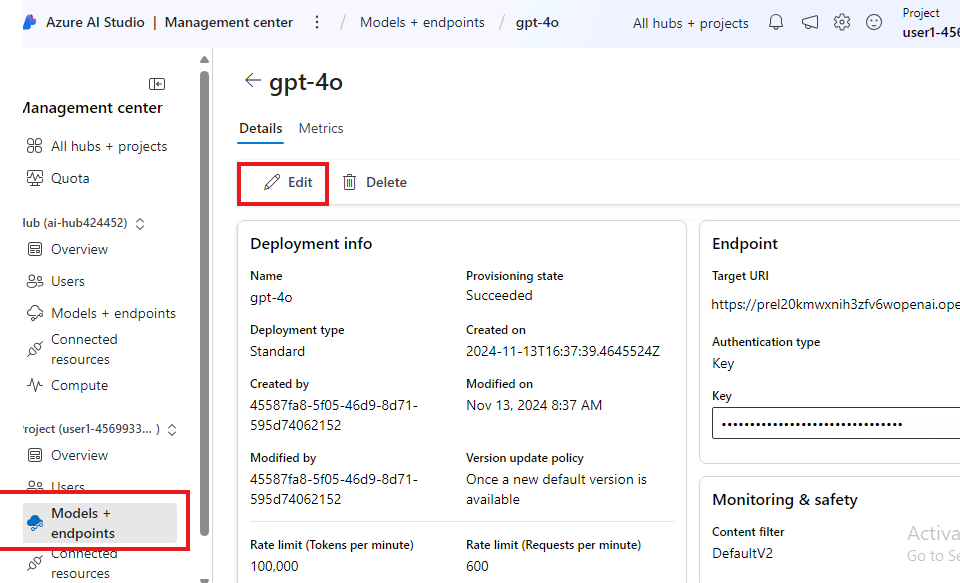 Azure AI Studio | Management center
Models + endpoints
gpt-4o
All hubs + projects
Project
user1-456
Management center
All hubs + projects
Quota
Hub (ai-hub424452)
Overview
Users
Models + endpoints
Connected
resources
Compute
Project (user1-4569933... )
Overview
Users
Models +
endpoints
Connected
resources
gpt-4o
Details
Metrics
Edit
Delete
Deployment info
Name
gpt-4o
Provisioning state
Succeeded
Deployment type
Standard
Created on
2024-11-13T16:37:39.4645524Z
Created by
45587fa8-5f05-46d9-8d71-
595d74062152
Modified on
Nov 13, 2024 8:37 AM
Modified by
45587fa8-5f05-46d9-8d71-
595d74062152
Version update policy
Once a new default version is
available
Rate limit (Tokens per minute)
100,000
Rate limit (Requests per minute)
600
Endpoint
Target URI
https://prel20kmwxnih3zfv6wopenai.ope
Authentication type
Key
Key
••••••••••••••••••••••••••••••••
Monitoring & safety
Content filter
DefaultV2
Activa
Go to Se